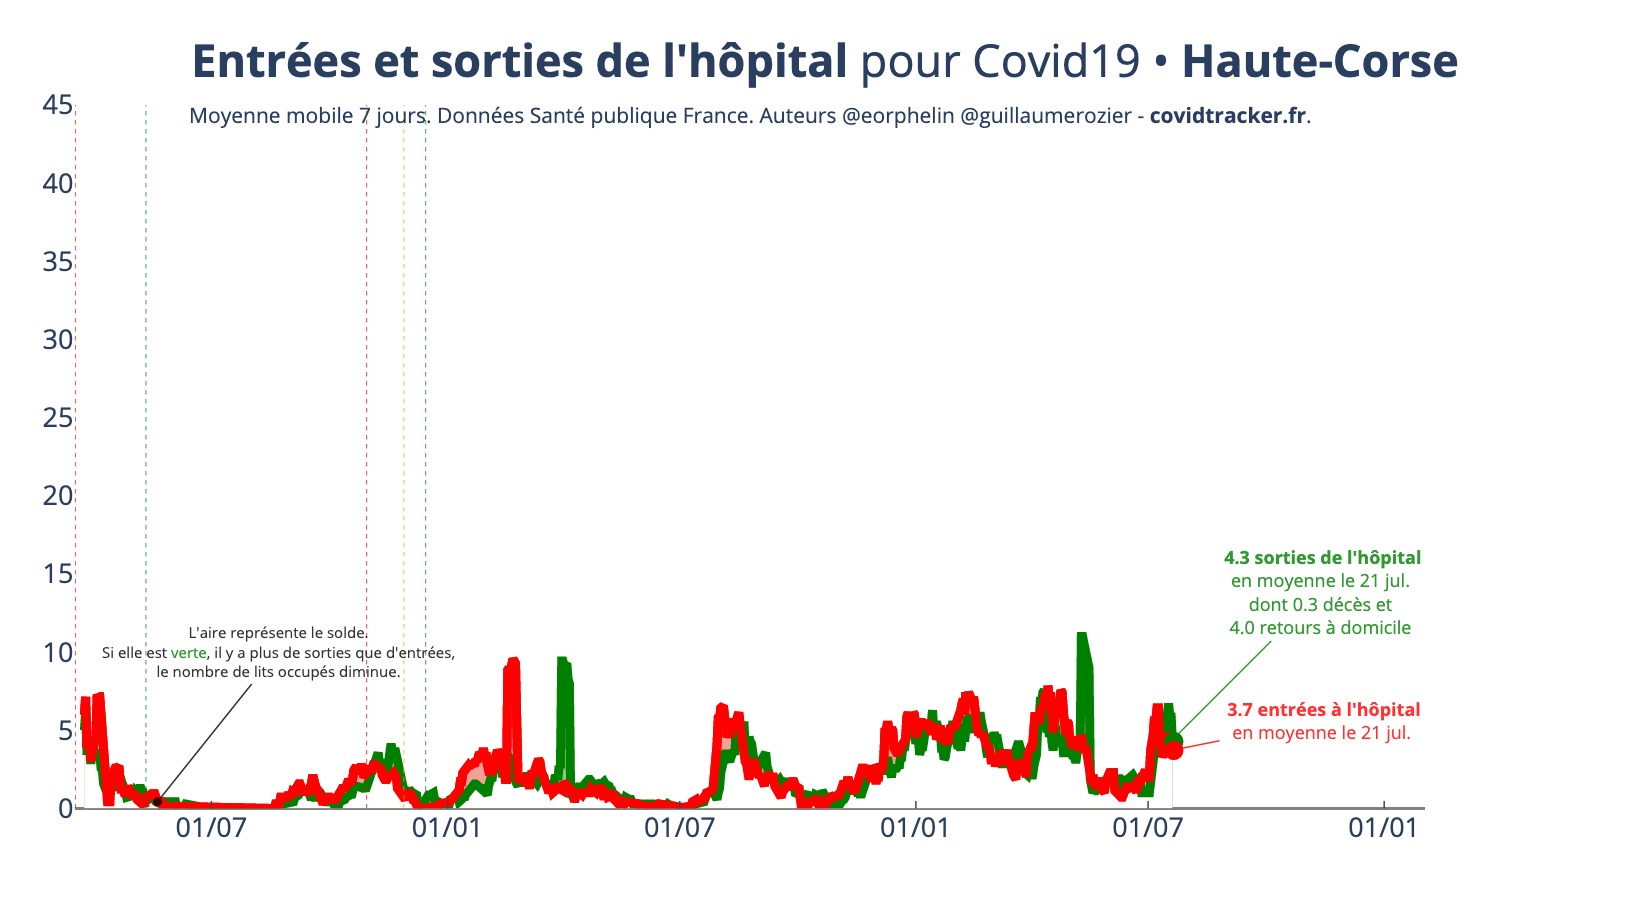 Entrées et sorties de l'hôpital pour Covid19 • Haute-Corse
Moyenne mobile 7 jours. Données Santé publique France. Auteurs @eorphelin @guillaumerozier - covidtracker.fr.
45
40
35
30
25
20
15
10
5
0
L'aire représente le solde.
Si elle est verte, il y a plus de sorties que d'entrées,
le nombre de lits occupés diminue.
4.3 sorties de l'hôpital
en moyenne le 21 jul.
dont 0.3 décès et
4.0 retours à domicile
3.7 entrées à l'hôpital
en moyenne le 21 jul.
01/07 01/01 01/07 01/01 01/07 01/01